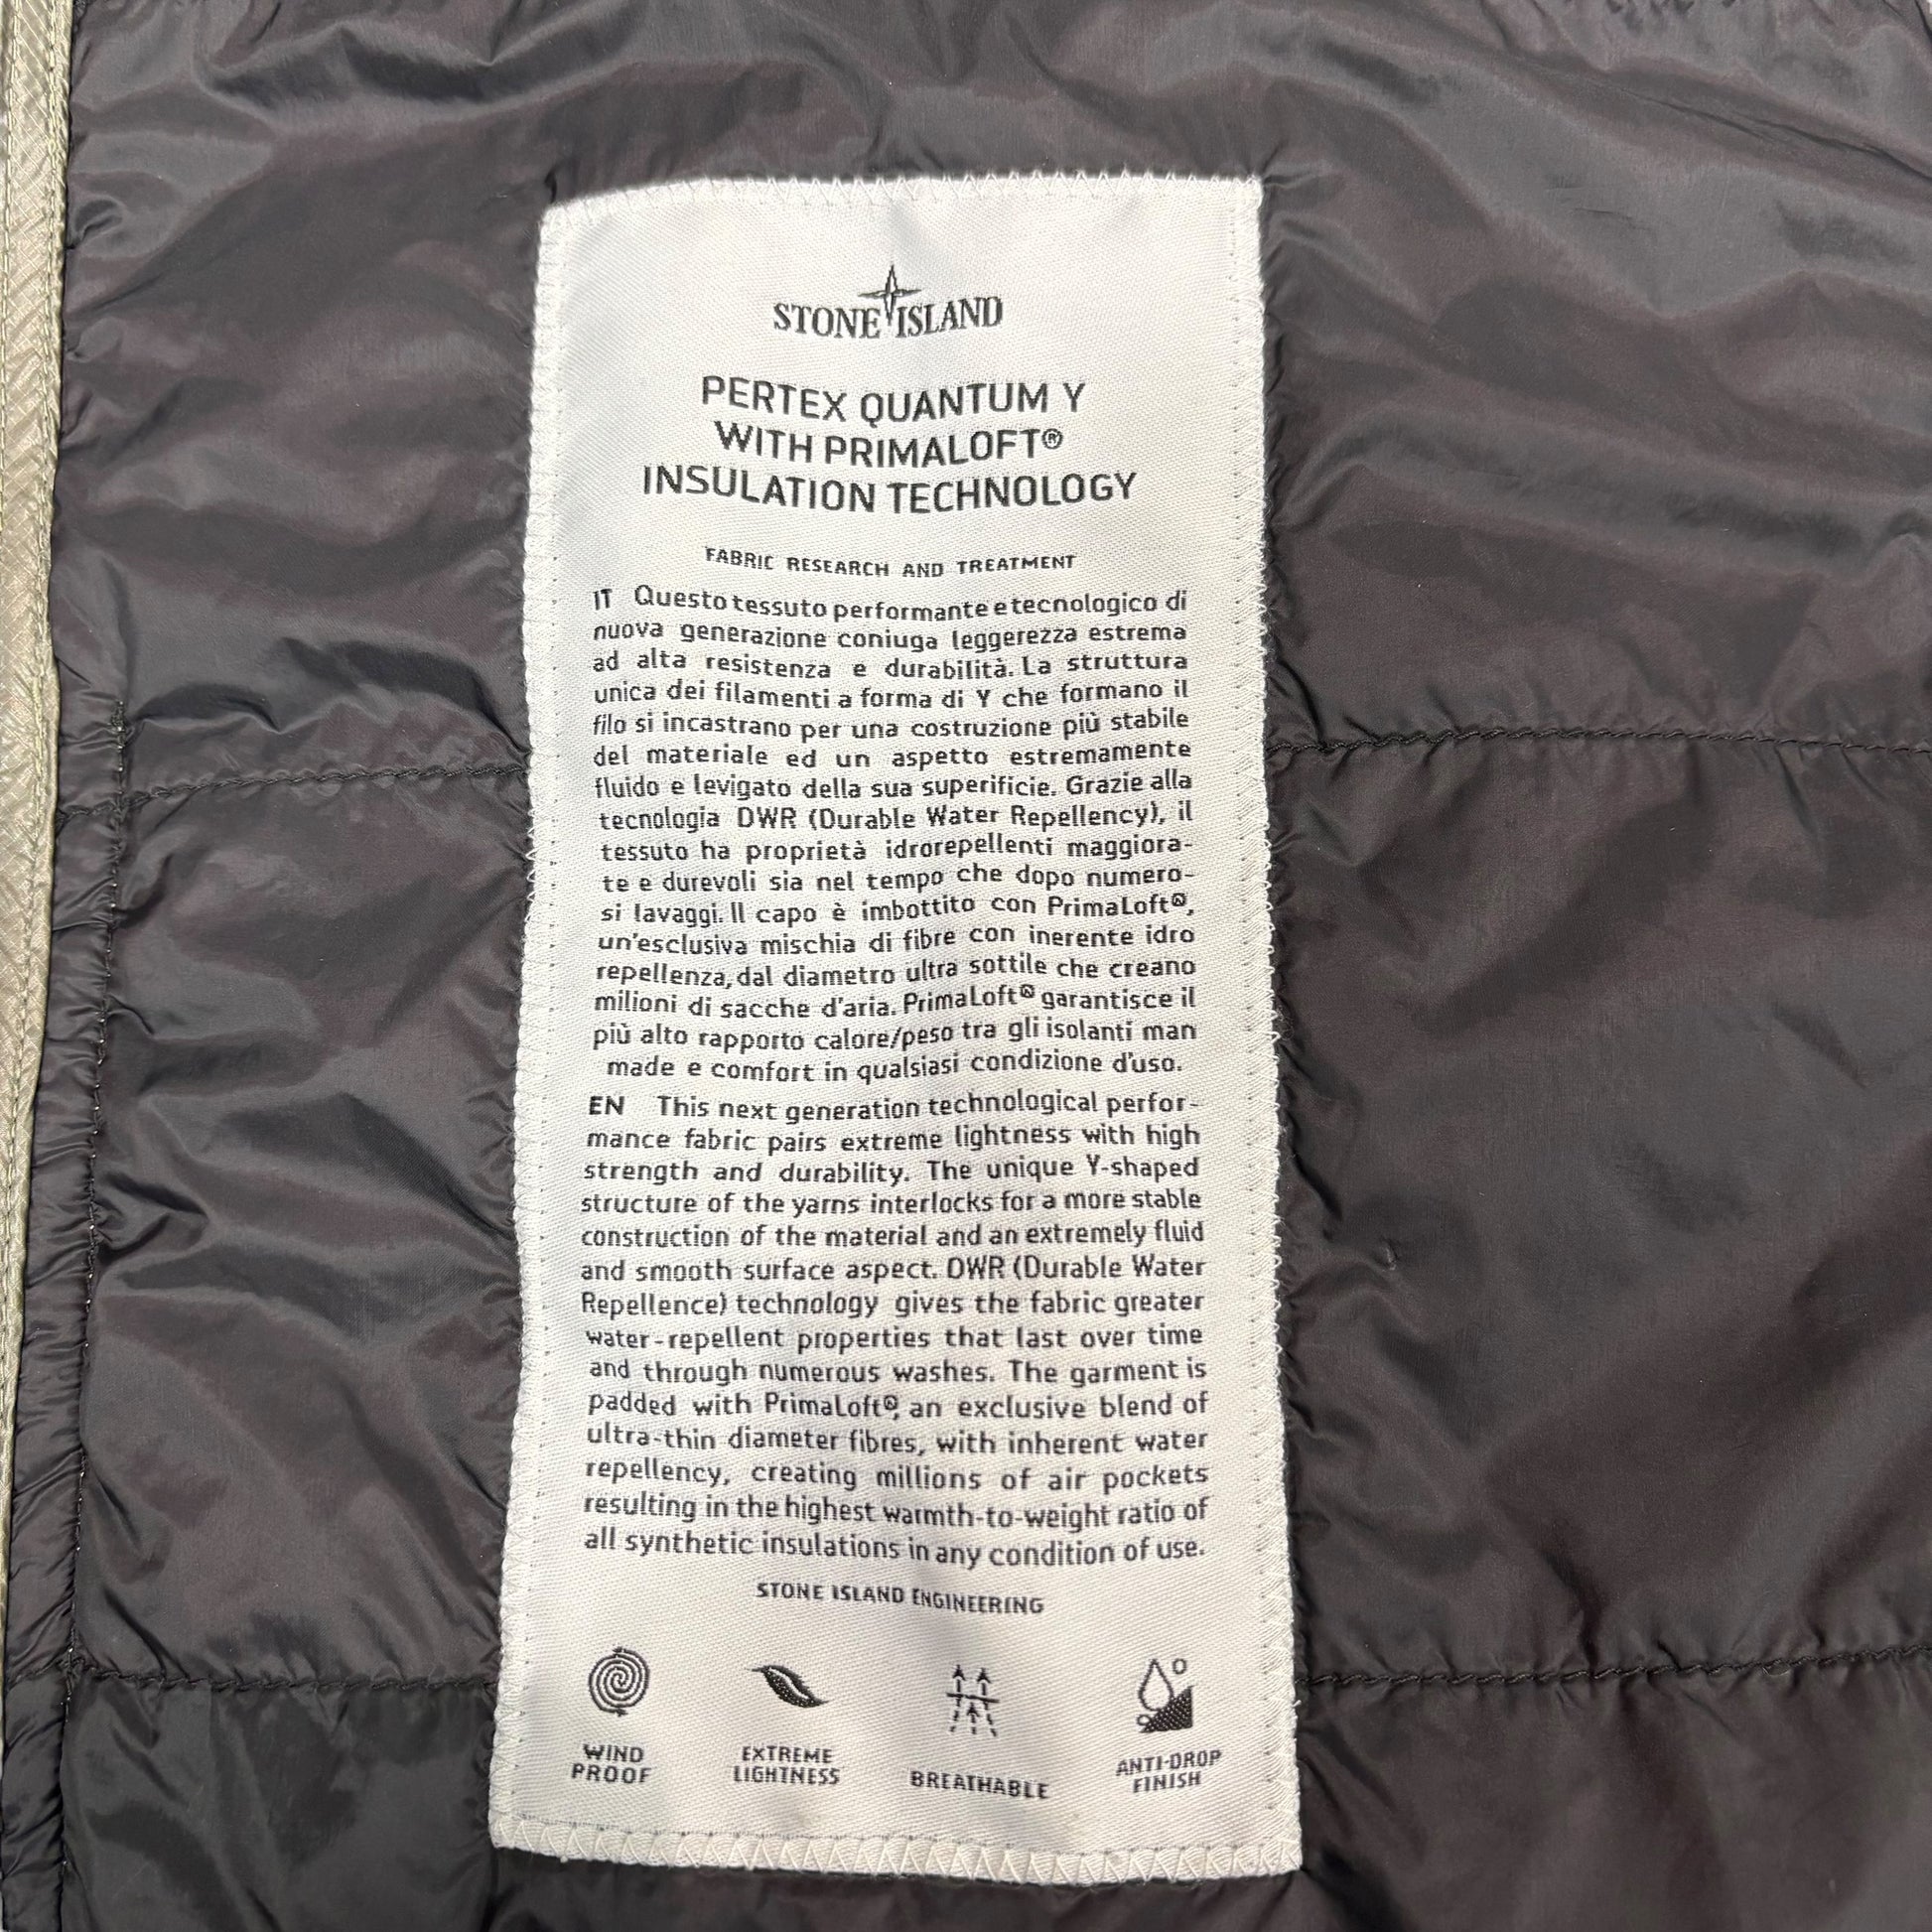 STONE ISLAND
PERTEX QUANTUM Y
WITH PRIMALOFT®
INSULATION TECHNOLOGY
FABRIC RESEARCH AND TREATMENT
IT Questo tessuto performante e tecnologico di
nuova generazione coniuga leggerezza estrema
ad alta resistenza e durabilità. La struttura
unica dei filamenti a forma di Y che formano il
filo si incastrano per una costruzione più stabile
del materiale ed un aspetto estremamente
fluido e levigato della sua superificie. Grazie alla
tecnologia DWR (Durable Water Repellency), il
tessuto ha proprietà idrorepellenti maggiora-
te e durevoli sia nel tempo che dopo numero-
si lavaggi. Il capo è imbottito con PrimaLoft®,
un'esclusiva mischia di fibre con inerente idro
repellenza, dal diametro ultra sottile che creano
milioni di sacche d'aria. PrimaLoft® garantisce il
più alto rapporto calore/peso tra gli isolanti man
made e comfort in qualsiasi condizione d'uso.
EN This next generation technological perfor-
mance fabric pairs extreme lightness with high
strength and durability. The unique Y-shaped
structure of the yarns interlocks for a more stable
construction of the material and an extremely fluid
and smooth surface aspect. DWR (Durable Water
Repellence) technology gives the fabric greater
water-repellent properties that last over time
and through numerous washes. The garment is
padded with PrimaLoft®, an exclusive blend of
ultra-thin diameter fibres, with inherent water
repellency, creating millions of air pockets
resulting in the highest warmth-to-weight ratio of
all synthetic insulations in any condition of use.
STONE ISLAND ENGINEERING
WIND
PROOF
EXTREME
LIGHTNESS
BREATHABLE
ANTI-DROP
FINISH